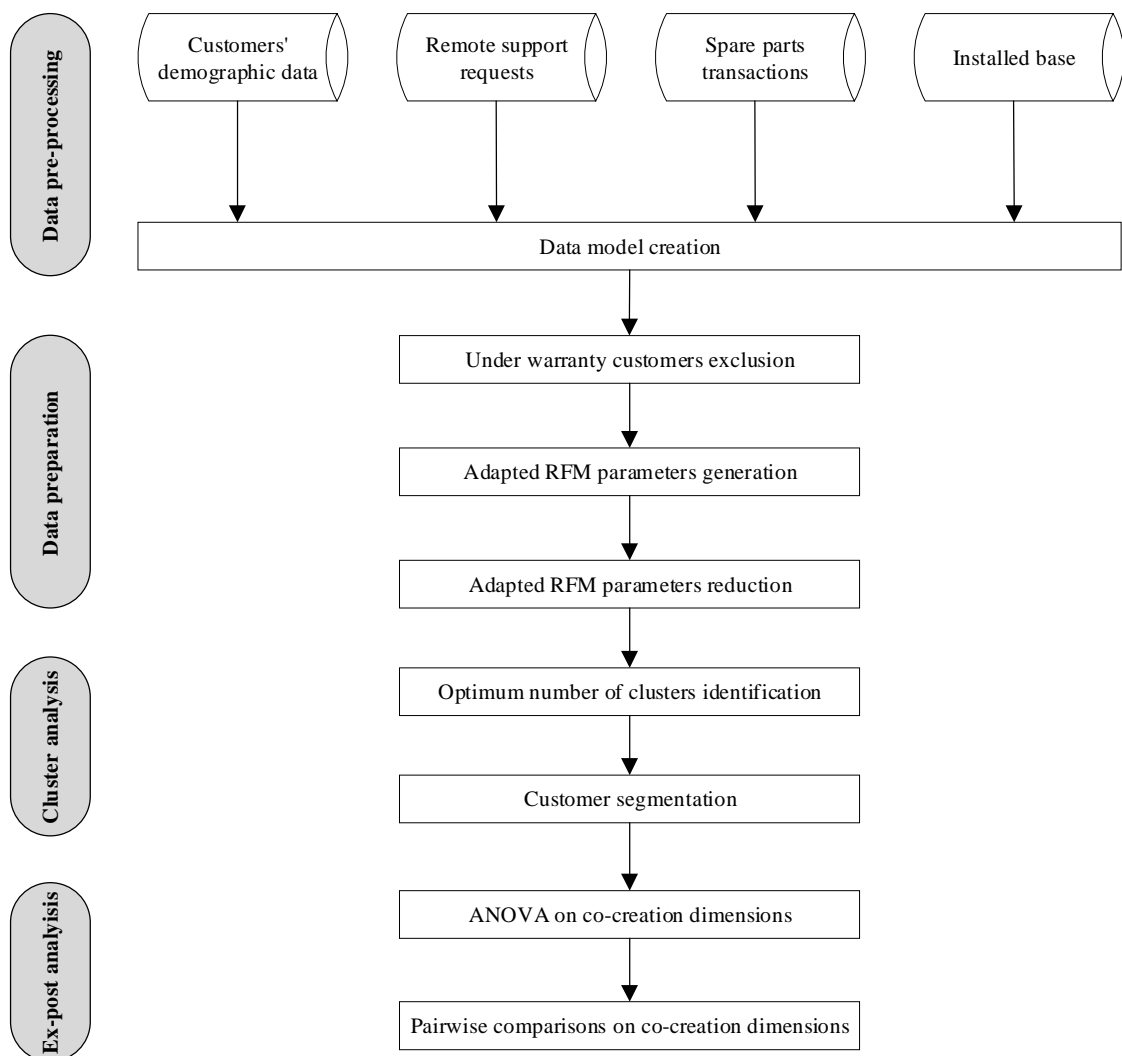 Data pre-processing
Customers'
demographic data
Remote support
requests
Spare parts
transactions
Installed base
Data model creation
Data preparation
Under warranty customers exclusion
Adapted RFM parameters generation
Adapted RFM parameters reduction
Cluster analysis
Optimum number of clusters identification
Customer segmentation
Ex-post analyisis
ANOVA on co-creation dimensions
Pairwise comparisons on co-creation dimensions